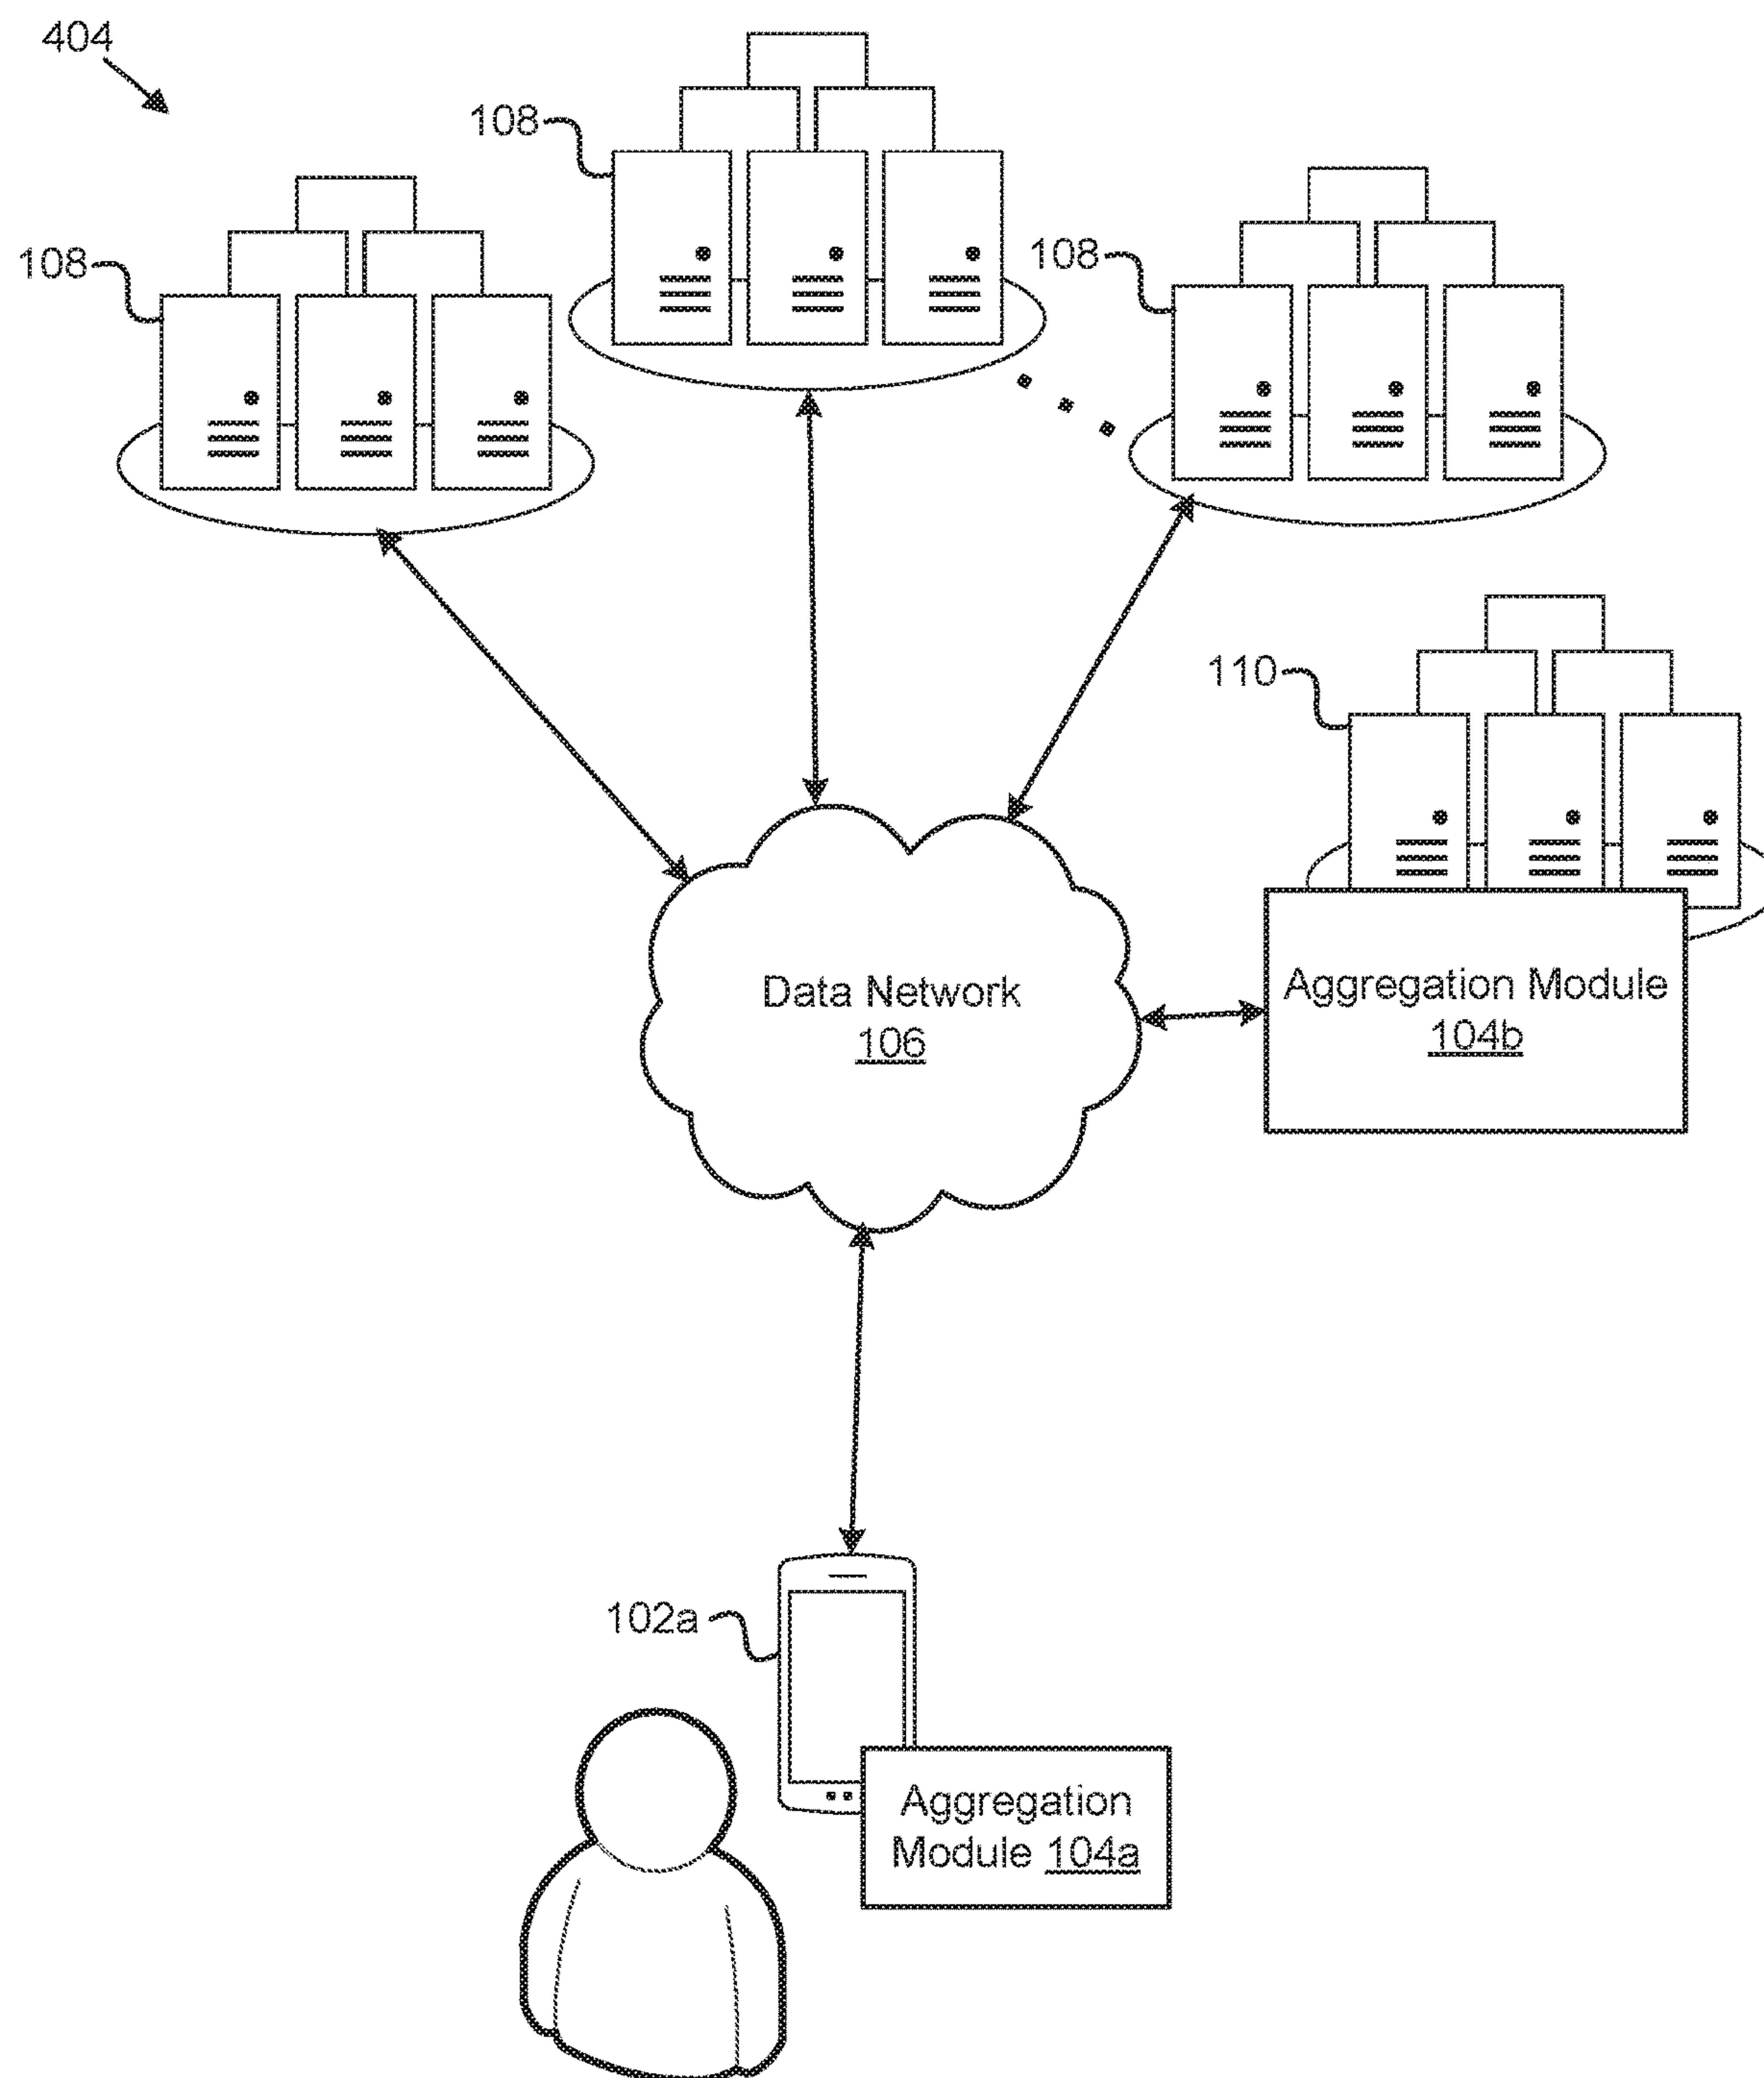 404
108
108
108
110
Data Network
106
Aggregation Module
104b
102a
Aggregation
Module 104a